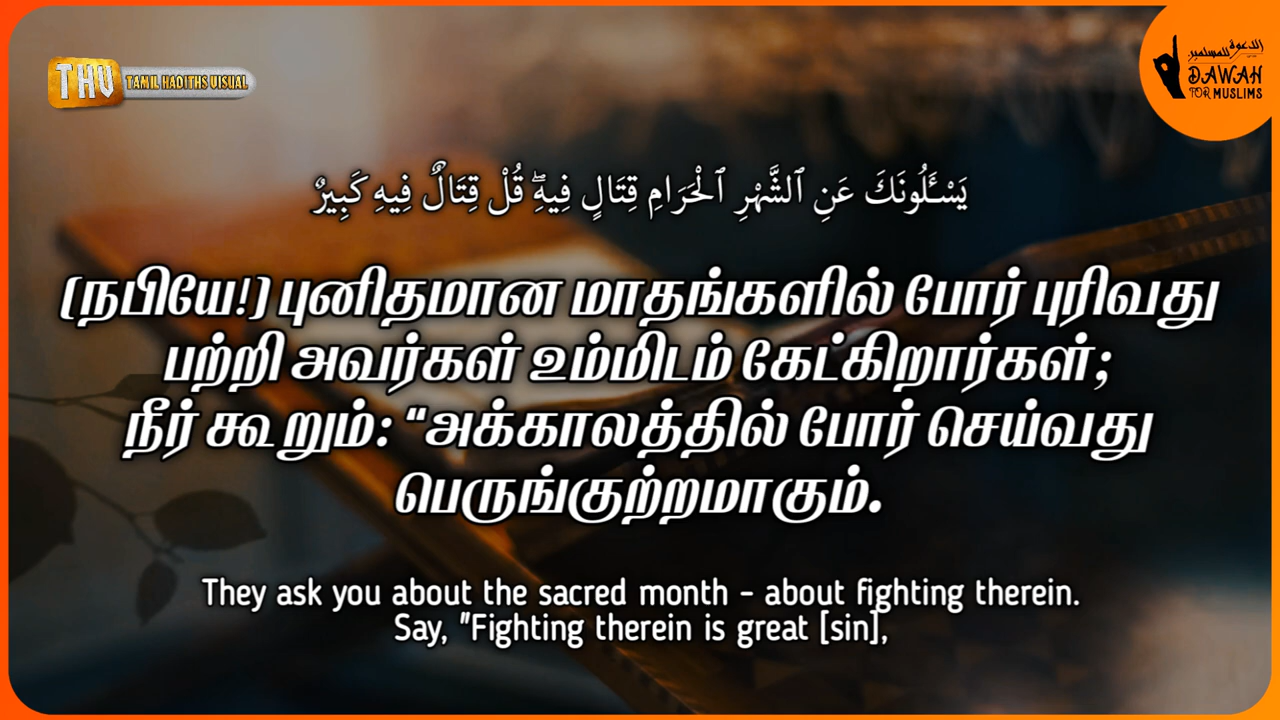 THV
TAMIL HADITHS VISUAL
الدعوة للمسلمين
DAWAH
FOR MUSLIMS
يَسْـَٔلُونَكَ عَنِ ٱلشَّهْرِ ٱلْحَرَامِ قِتَالٍ فِيهِۖ قُلْ قِتَالٌ فِيهِ كَبِيرٌ
(நபியே!) புனிதமான மாதங்களில் போர் புரிவது
பற்றி அவர்கள் உம்மிடம் கேட்கிறார்கள்;
நீர் கூறும்: “அக்காலத்தில் போர் செய்வது
பெருங்குற்றமாகும்.
They ask you about the sacred month - about fighting therein.
Say, "Fighting therein is great [sin],